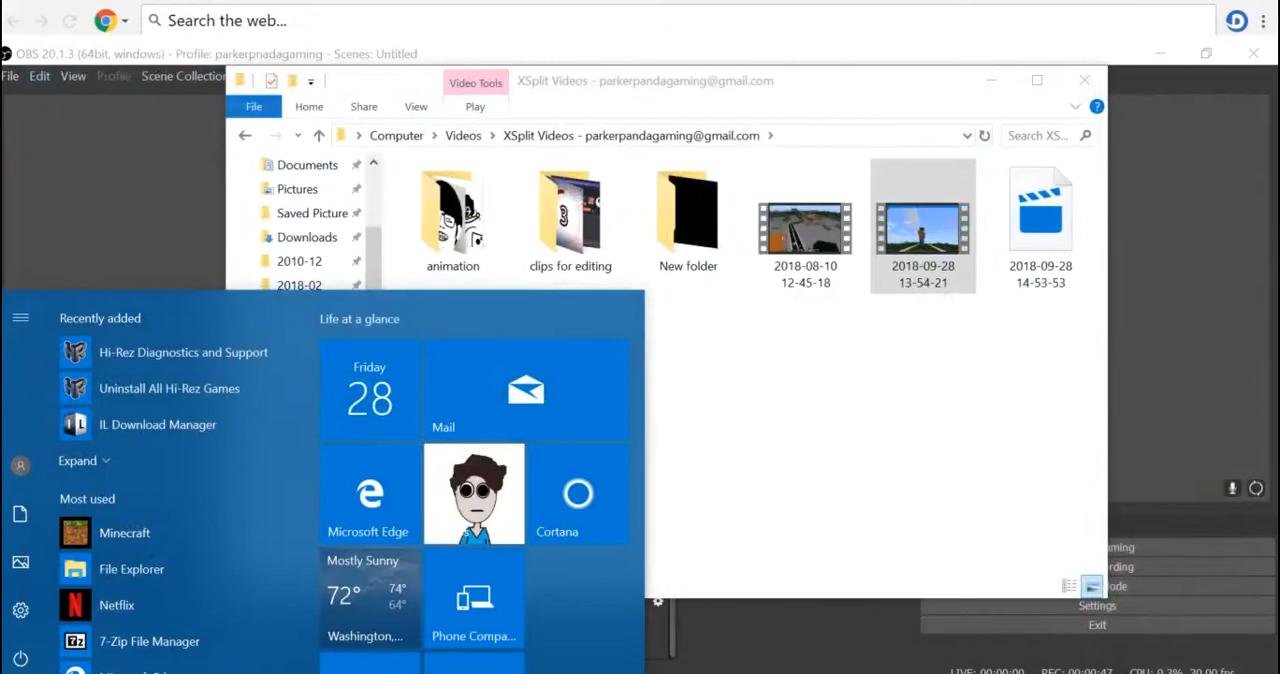 Search the web...
OBS 20.1.3 (64bit, windows) - Profile: parkerpnadagaming - Scenes: Untitled
File Edit View Profile Scene Collection
Video Tools XSplit Videos - parkerpandagaming@gmail.com
File Home Share View Play
Computer Videos XSplit Videos - parkerpandagaming@gmail.com Search XS...
Documents
Pictures
Saved Picture
Downloads
2010-12
2018-02
animation
clips for editing
New folder
2018-08-10
12-45-18
2018-09-28
13-54-21
2018-09-28
14-53-53
Recently added
Hi-Rez Diagnostics and Support
Uninstall All Hi-Rez Games
IL Download Manager
Expand
Most used
Minecraft
File Explorer
Netflix
7-Zip File Manager
Life at a glance
Friday
28
Mail
Microsoft Edge
Cortana
Mostly Sunny
72° 74°
64°
Washington,...
Phone Compa...
Settings
Exit
LIVE: 00:00:00 REC: 00:00:47 CPU: 9.3%, 30.00 fps